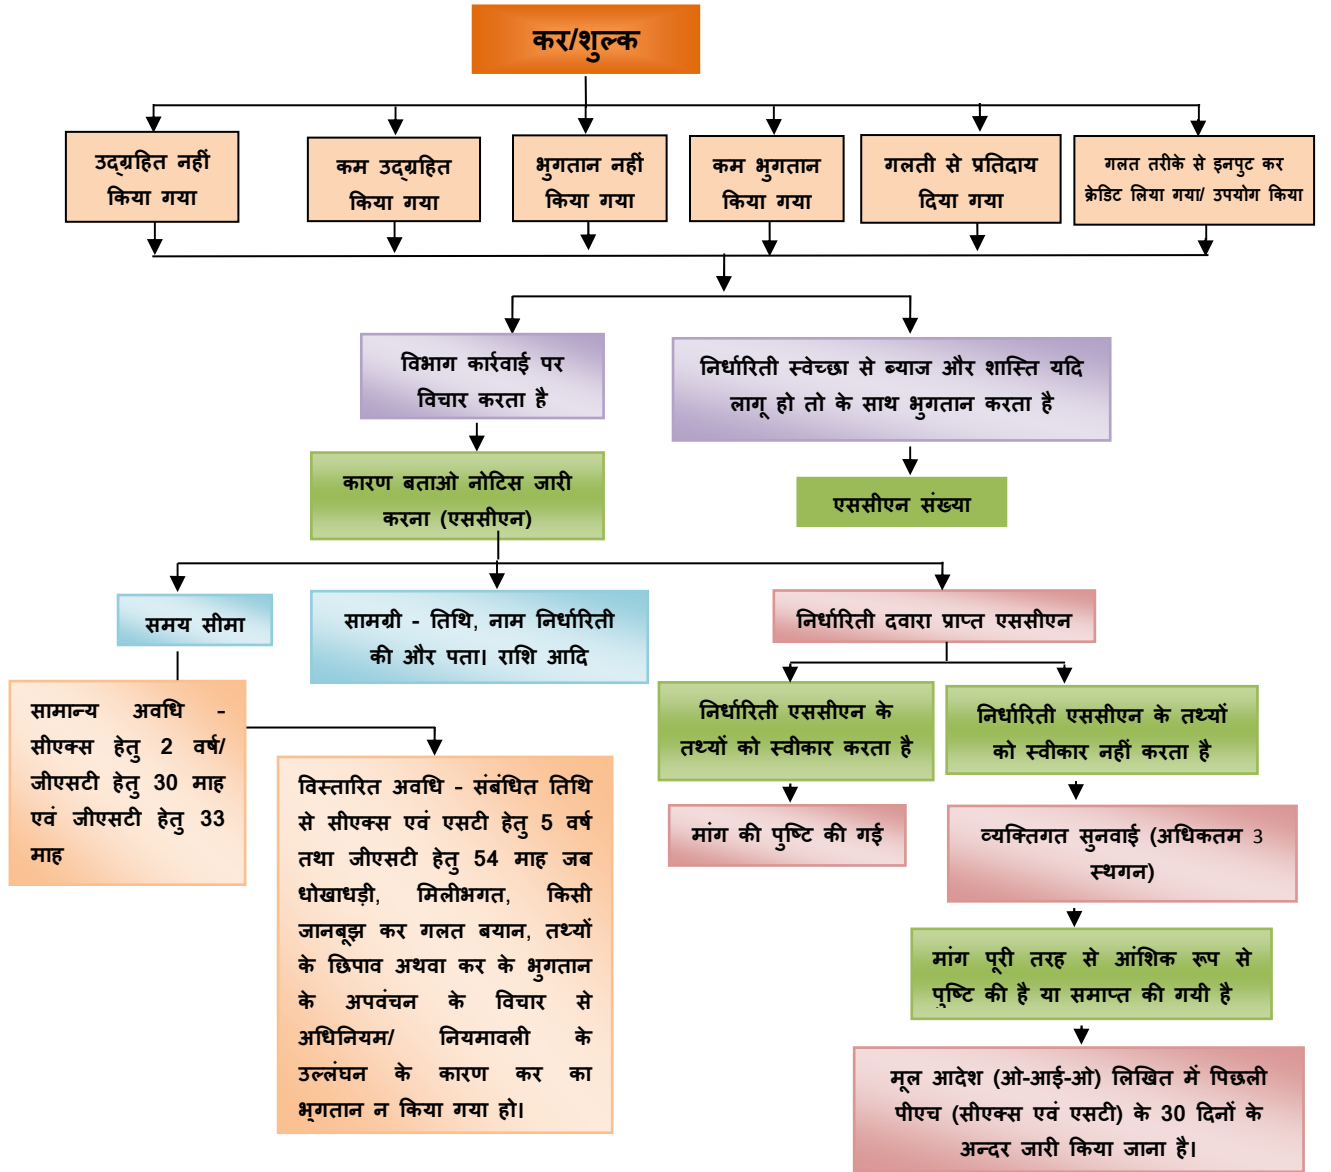 कर/शुल्क
उद्ग्रहित नहीं
किया गया
कम उद्ग्रहित
किया गया
भुगतान नहीं
किया गया
कम भुगतान
किया गया
गलती से प्रतिदाय
दिया गया
गलत तरीके से इनपुट कर
क्रेडिट लिया गया/ उपयोग किया
विभाग कार्रवाई पर
विचार करता है
निर्धारिती स्वेच्छा से ब्याज और शास्ति यदि
लागू हो तो के साथ भुगतान करता है
कारण बताओ नोटिस जारी
करना (एससीएन)
एससीएन संख्या
समय सीमा
सामग्री - तिथि, नाम निर्धारिती
की और पता। राशि आदि
निर्धारिती दवारा प्राप्त एससीएन
सामान्य अवधि -
सीएक्स हेतु 2 वर्ष/
जीएसटी हेतु 30 माह
एवं जीएसटी हेतु 33
माह
विस्तारित अवधि - संबंधित तिथि
से सीएक्स एवं एसटी हेतु 5 वर्ष
तथा जीएसटी हेतु 54 माह जब
धोखाधड़ी, मिलीभगत, किसी
जानबूझ कर गलत बयान, तथ्यों
के छिपाव अथवा कर के भुगतान
के अपवंचन के विचार से
अधिनियम/ नियमावली के
उल्लंघन के कारण कर का
भुगतान न किया गया हो।
निर्धारिती एससीएन के
तथ्यों को स्वीकार करता है
निर्धारिती एससीएन के तथ्यों
को स्वीकार नहीं करता है
मांग की पुष्टि की गई
व्यक्तिगत सुनवाई (अधिकतम 3
स्थगन)
मांग पूरी तरह से आंशिक रूप से
पुष्टि की है या समाप्त की गयी है
मूल आदेश (ओ-आई-ओ) लिखित में पिछली
पीएच (सीएक्स एवं एसटी) के 30 दिनों के
अन्दर जारी किया जाना है।